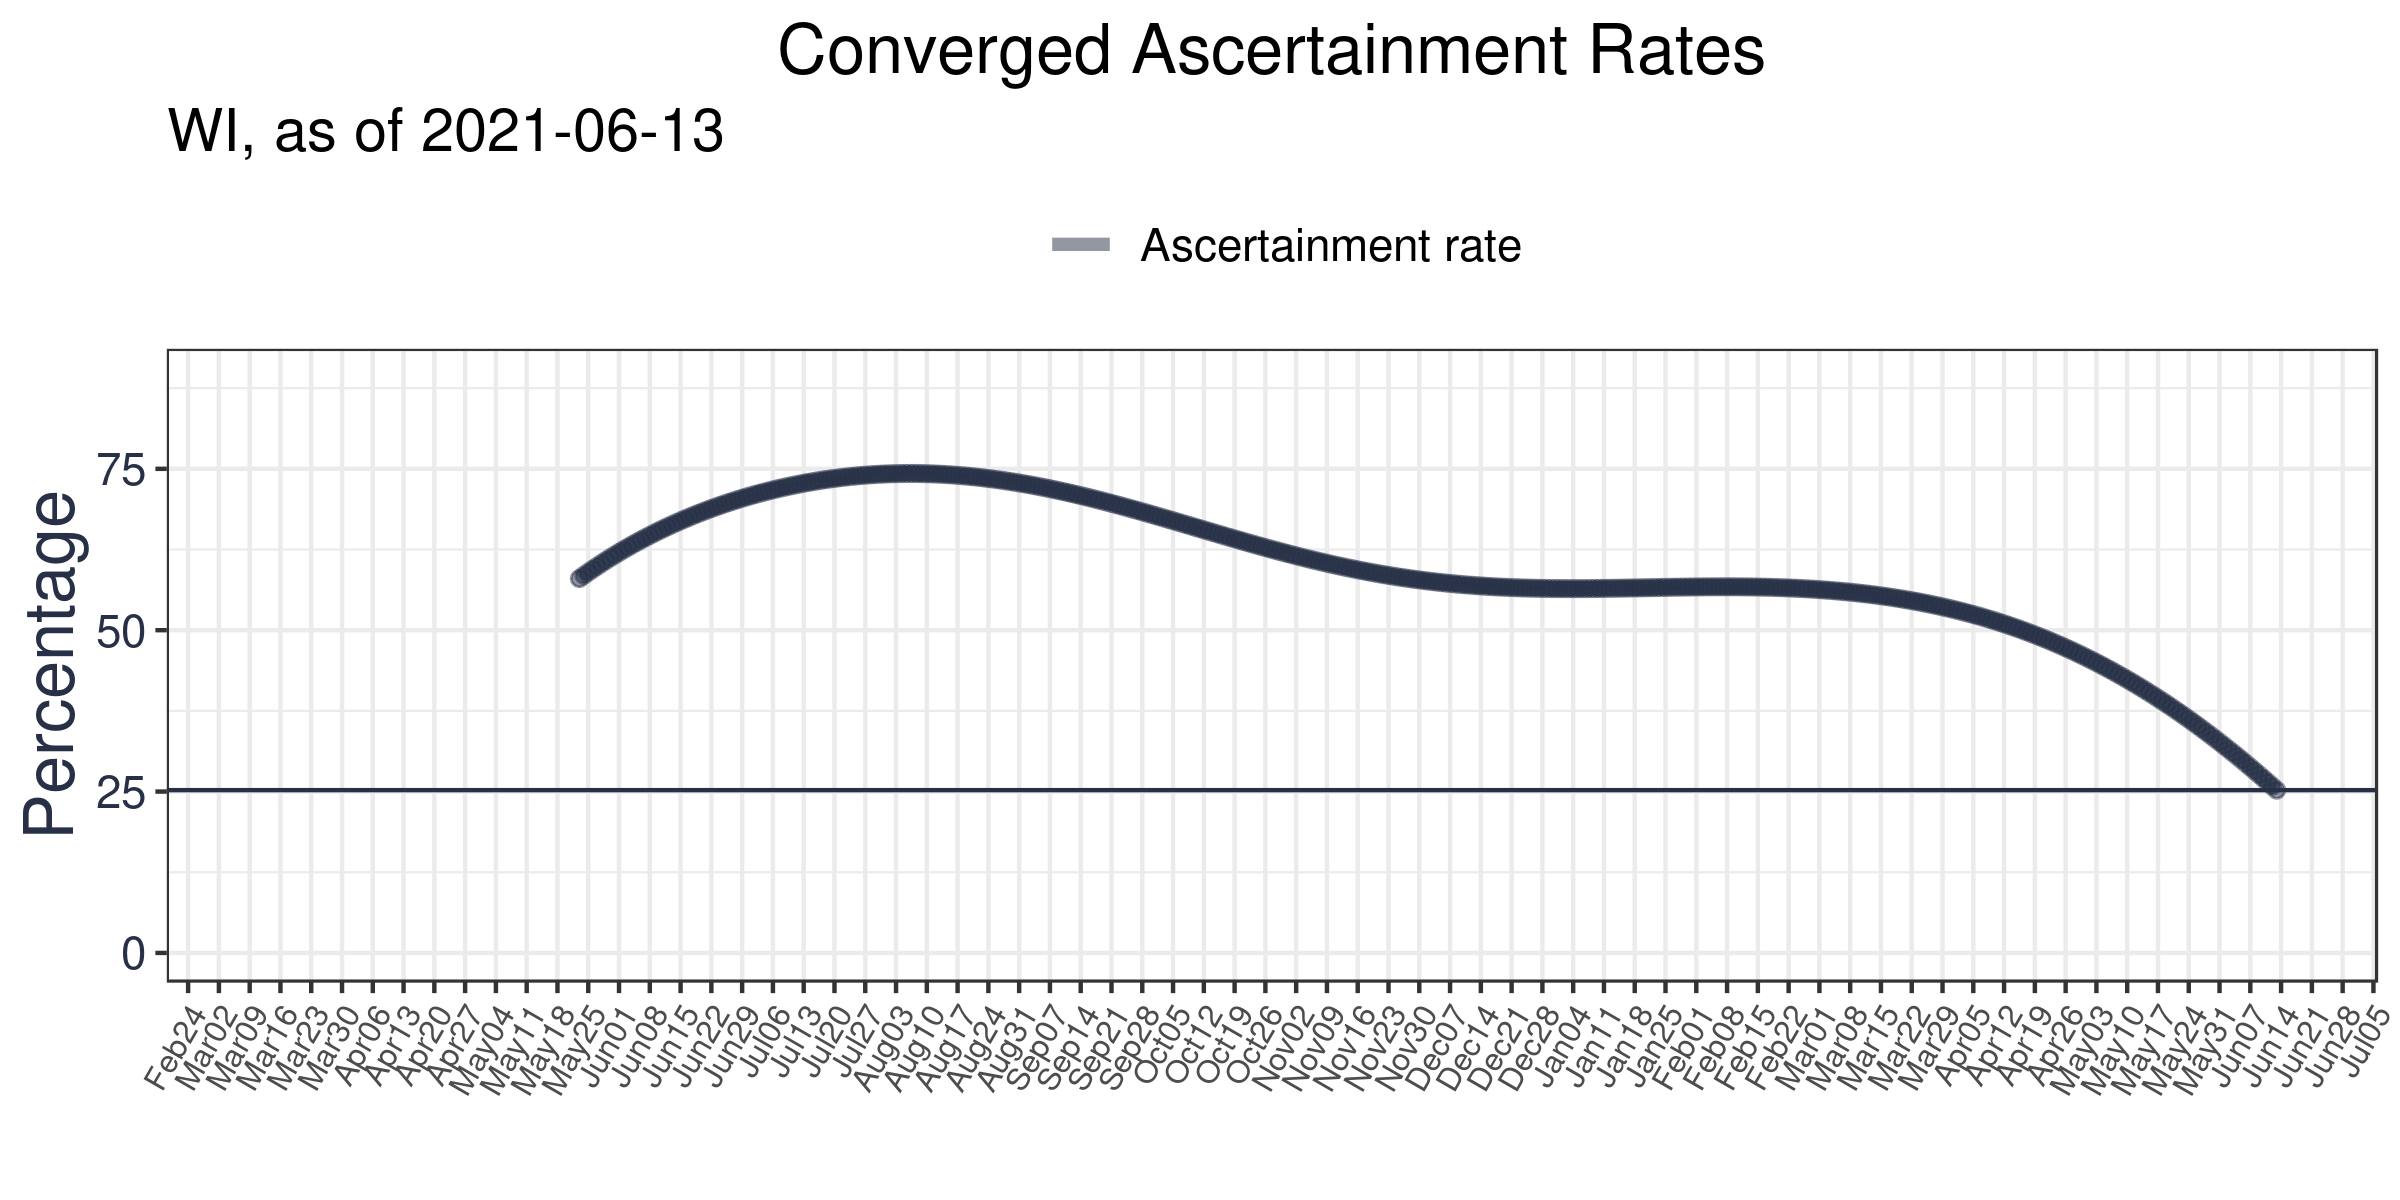 Converged Ascertainment Rates
WI, as of 2021-06-13
Ascertainment rate
Percentage
75
50
25
0
Feb24
Mar02
Mar09
Mar16
Mar23
Mar30
Apr06
Apr13
Apr20
Apr27
May04
May11
May18
May25
Jun01
Jun08
Jun15
Jun22
Jun29
Jul06
Jul13
Jul20
Jul27
Aug03
Aug10
Aug17
Aug24
Aug31
Sep07
Sep14
Sep21
Sep28
Oct05
Oct12
Oct19
Oct26
Nov02
Nov09
Nov16
Nov23
Nov30
Dec07
Dec14
Dec21
Dec28
Jan04
Jan11
Jan18
Jan25
Feb01
Feb08
Feb15
Feb22
Mar01
Mar08
Mar15
Mar22
Mar29
Apr05
Apr12
Apr19
Apr26
May03
May10
May17
May24
May31
Jun07
Jun14
Jun21
Jun28
Jul05